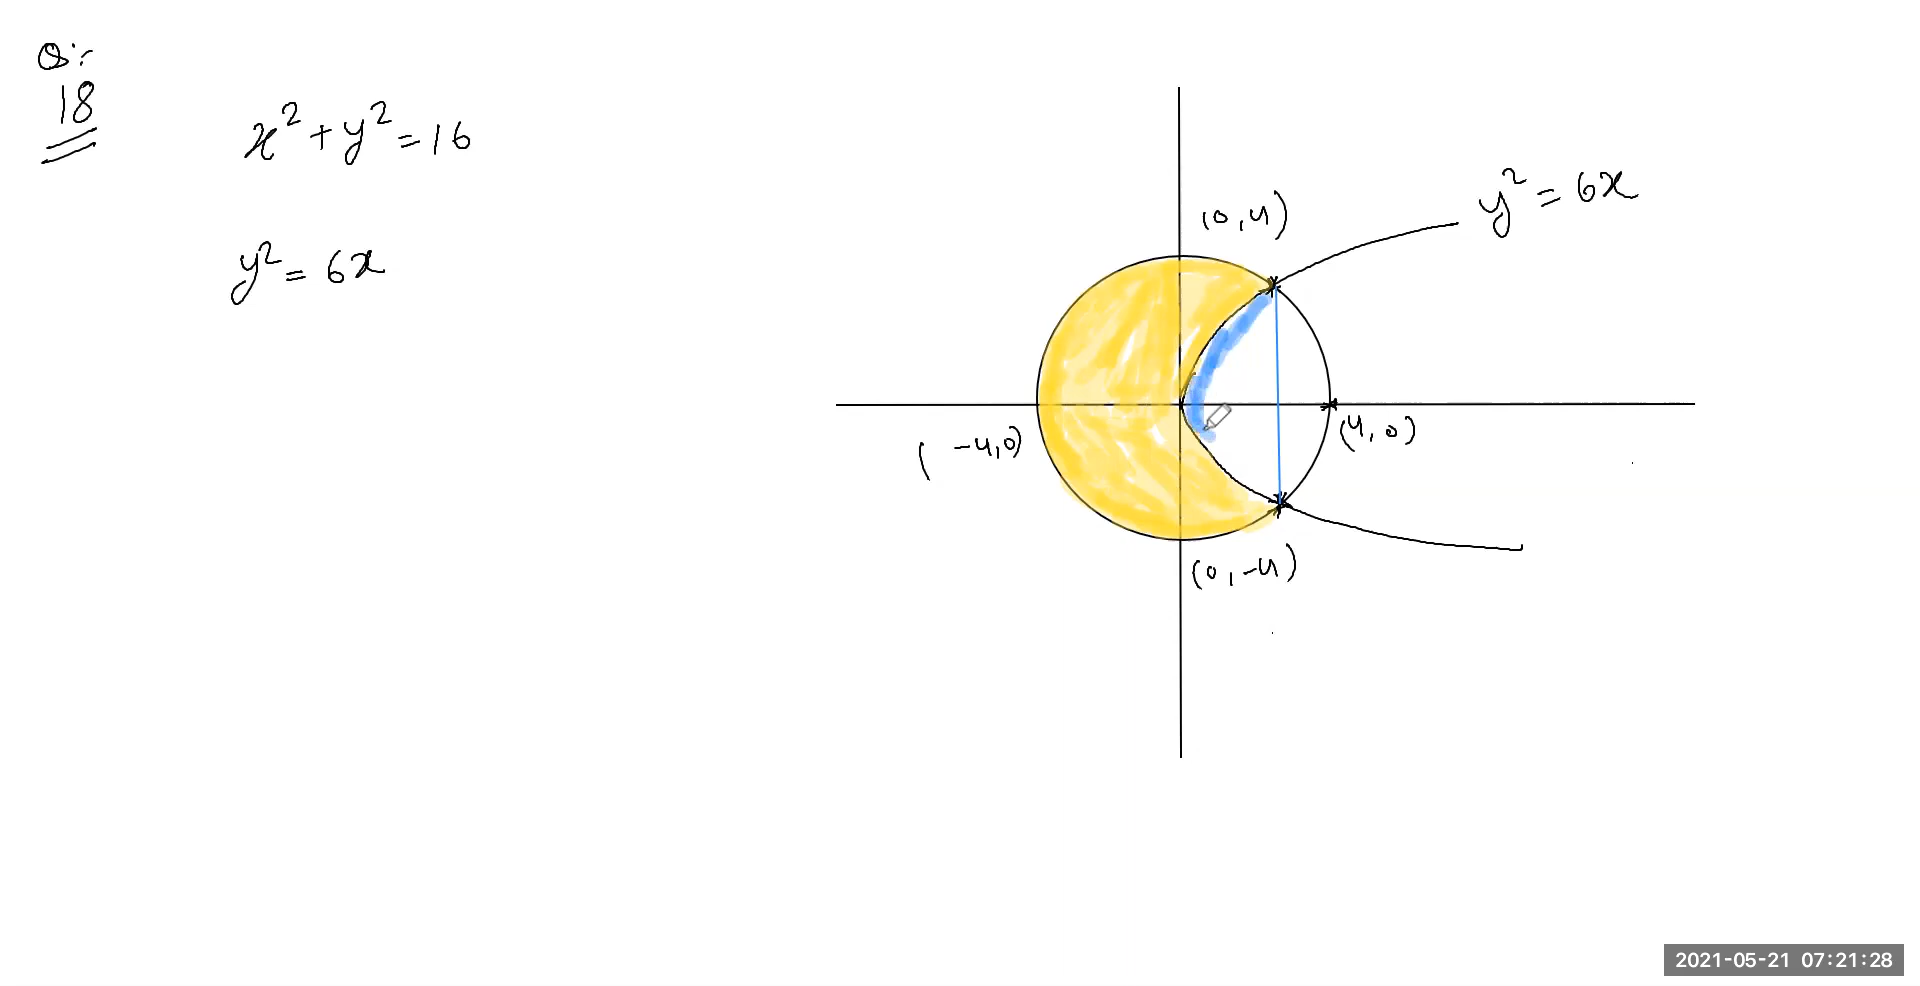 Q:-
18
x² + y² = 16
y² = 6x
y² = 6x
(0,4)
(-4,0)
(4,0)
(0,-4)
2021-05-21 07:21:28